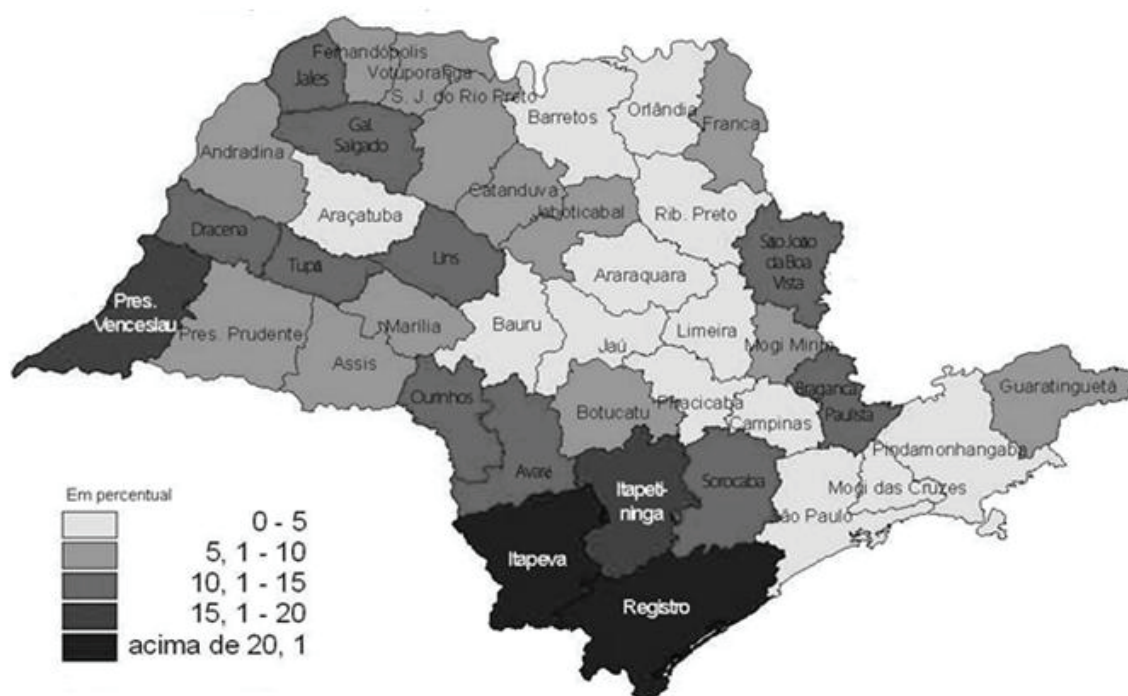 Fernandópolis
Jales
Votuporanga
S. J. do Rio Preto
Barretos
Orlândia
Franca
Gal.
Salgado
Andradina
Catanduva
Jaboticabal
Araçatuba
Rib. Preto
Dracena
Tupã
Lins
São João
da Boa
Vista
Araraquara
Pres.
Venceslau
Pres. Prudente
Marília
Bauru
Jaú
Limeira
Mogi Mirim
Assis
Guaratinguetá
Ourinhos
Botucatu
Piracicaba
Campinas
Bragança
Paulista
Pindamonhangaba
Avaré
Itapeti-
ninga
Sorocaba
Mogi das Cruzes
São Paulo
Itapeva
Registro
Em percentual
0 - 5
5, 1 - 10
10, 1 - 15
15, 1 - 20
acima de 20, 1